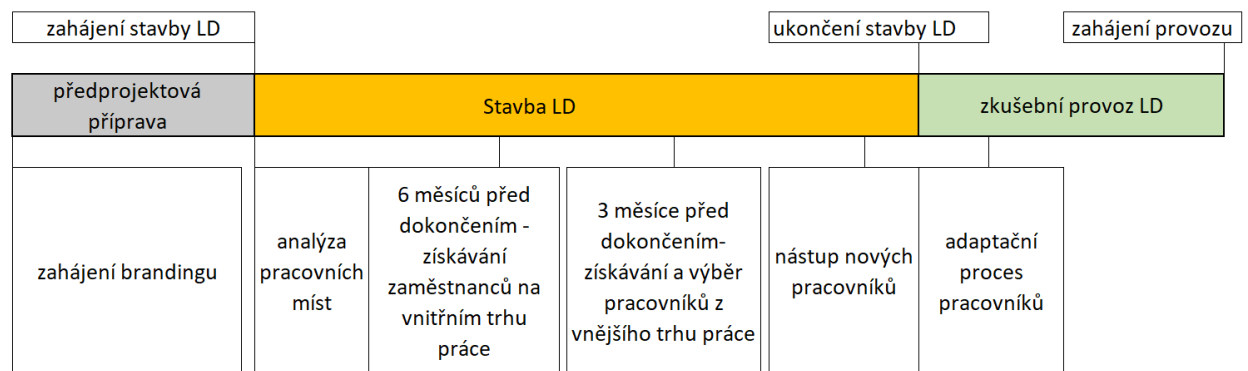 zahájení stavby LD
ukončení stavby LD
zahájení provozu
předprojektová
příprava
Stavba LD
zkušební provoz LD
zahájení brandingu
analýza
pracovních
míst
6 měsíců před
dokončením -
získávání
zaměstnanců na
vnitřním trhu
práce
3 měsíce před
dokončením-
získávání a výběr
pracovníků z
vnějšího trhu práce
nástup nových
pracovníků
adaptační
proces
pracovníků